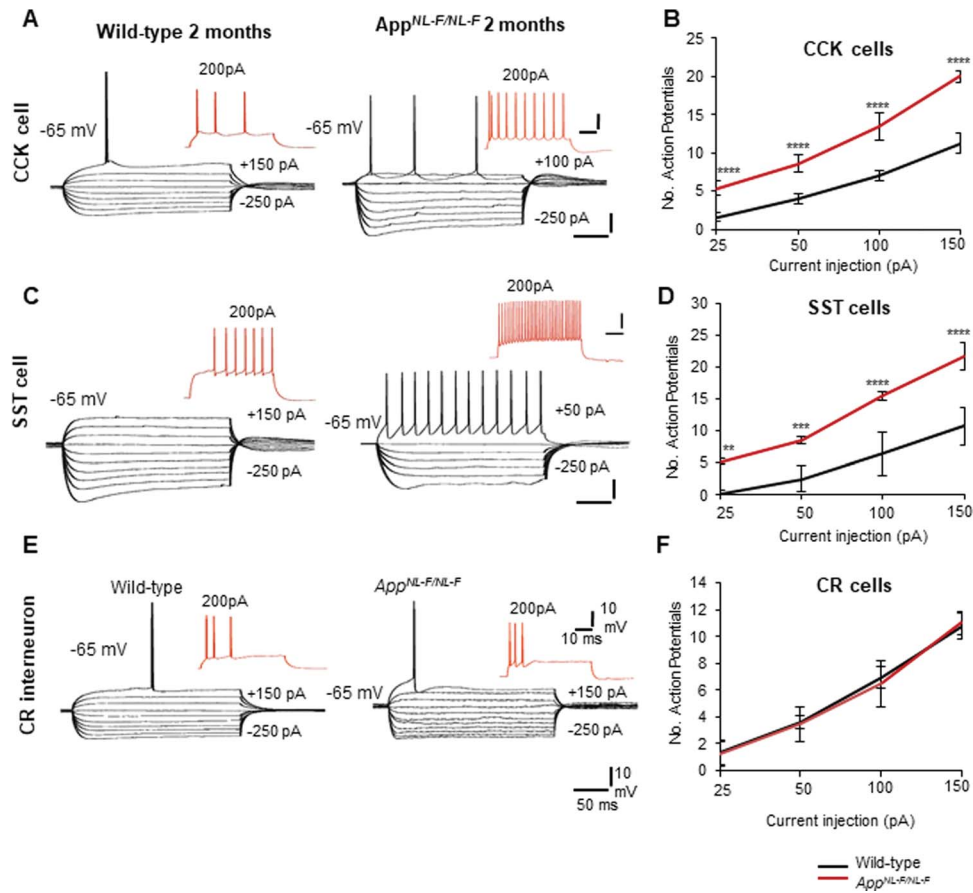 A
Wild-type 2 months
App^NL-F/NL-F 2 months
CCK cell
200pA
-65 mV
+150 pA
-250 pA
200pA
-65 mV
+100 pA
-250 pA
B
CCK cells
No. Action Potentials
25
20
15
10
5
0
****
****
****
****
25 50 100 150
Current injection (pA)
C
SST cell
200pA
-65 mV
+150 pA
-250 pA
200pA
-65 mV
+50 pA
-250 pA
D
SST cells
No. Action Potentials
30
25
20
15
10
5
0
**
***
****
****
25 50 100 150
Current injection (pA)
E
CR interneuron
Wild-type
200pA
-65 mV
+150 pA
-250 pA
App^NL-F/NL-F
200pA
10
mV
10 ms
-65 mV
+150 pA
-250 pA
10
mV
50 ms
F
CR cells
No. Action Potentials
14
12
10
8
6
4
2
0
25 50 100 150
Current injection (pA)
Wild-type
App^NL-F/NL-F